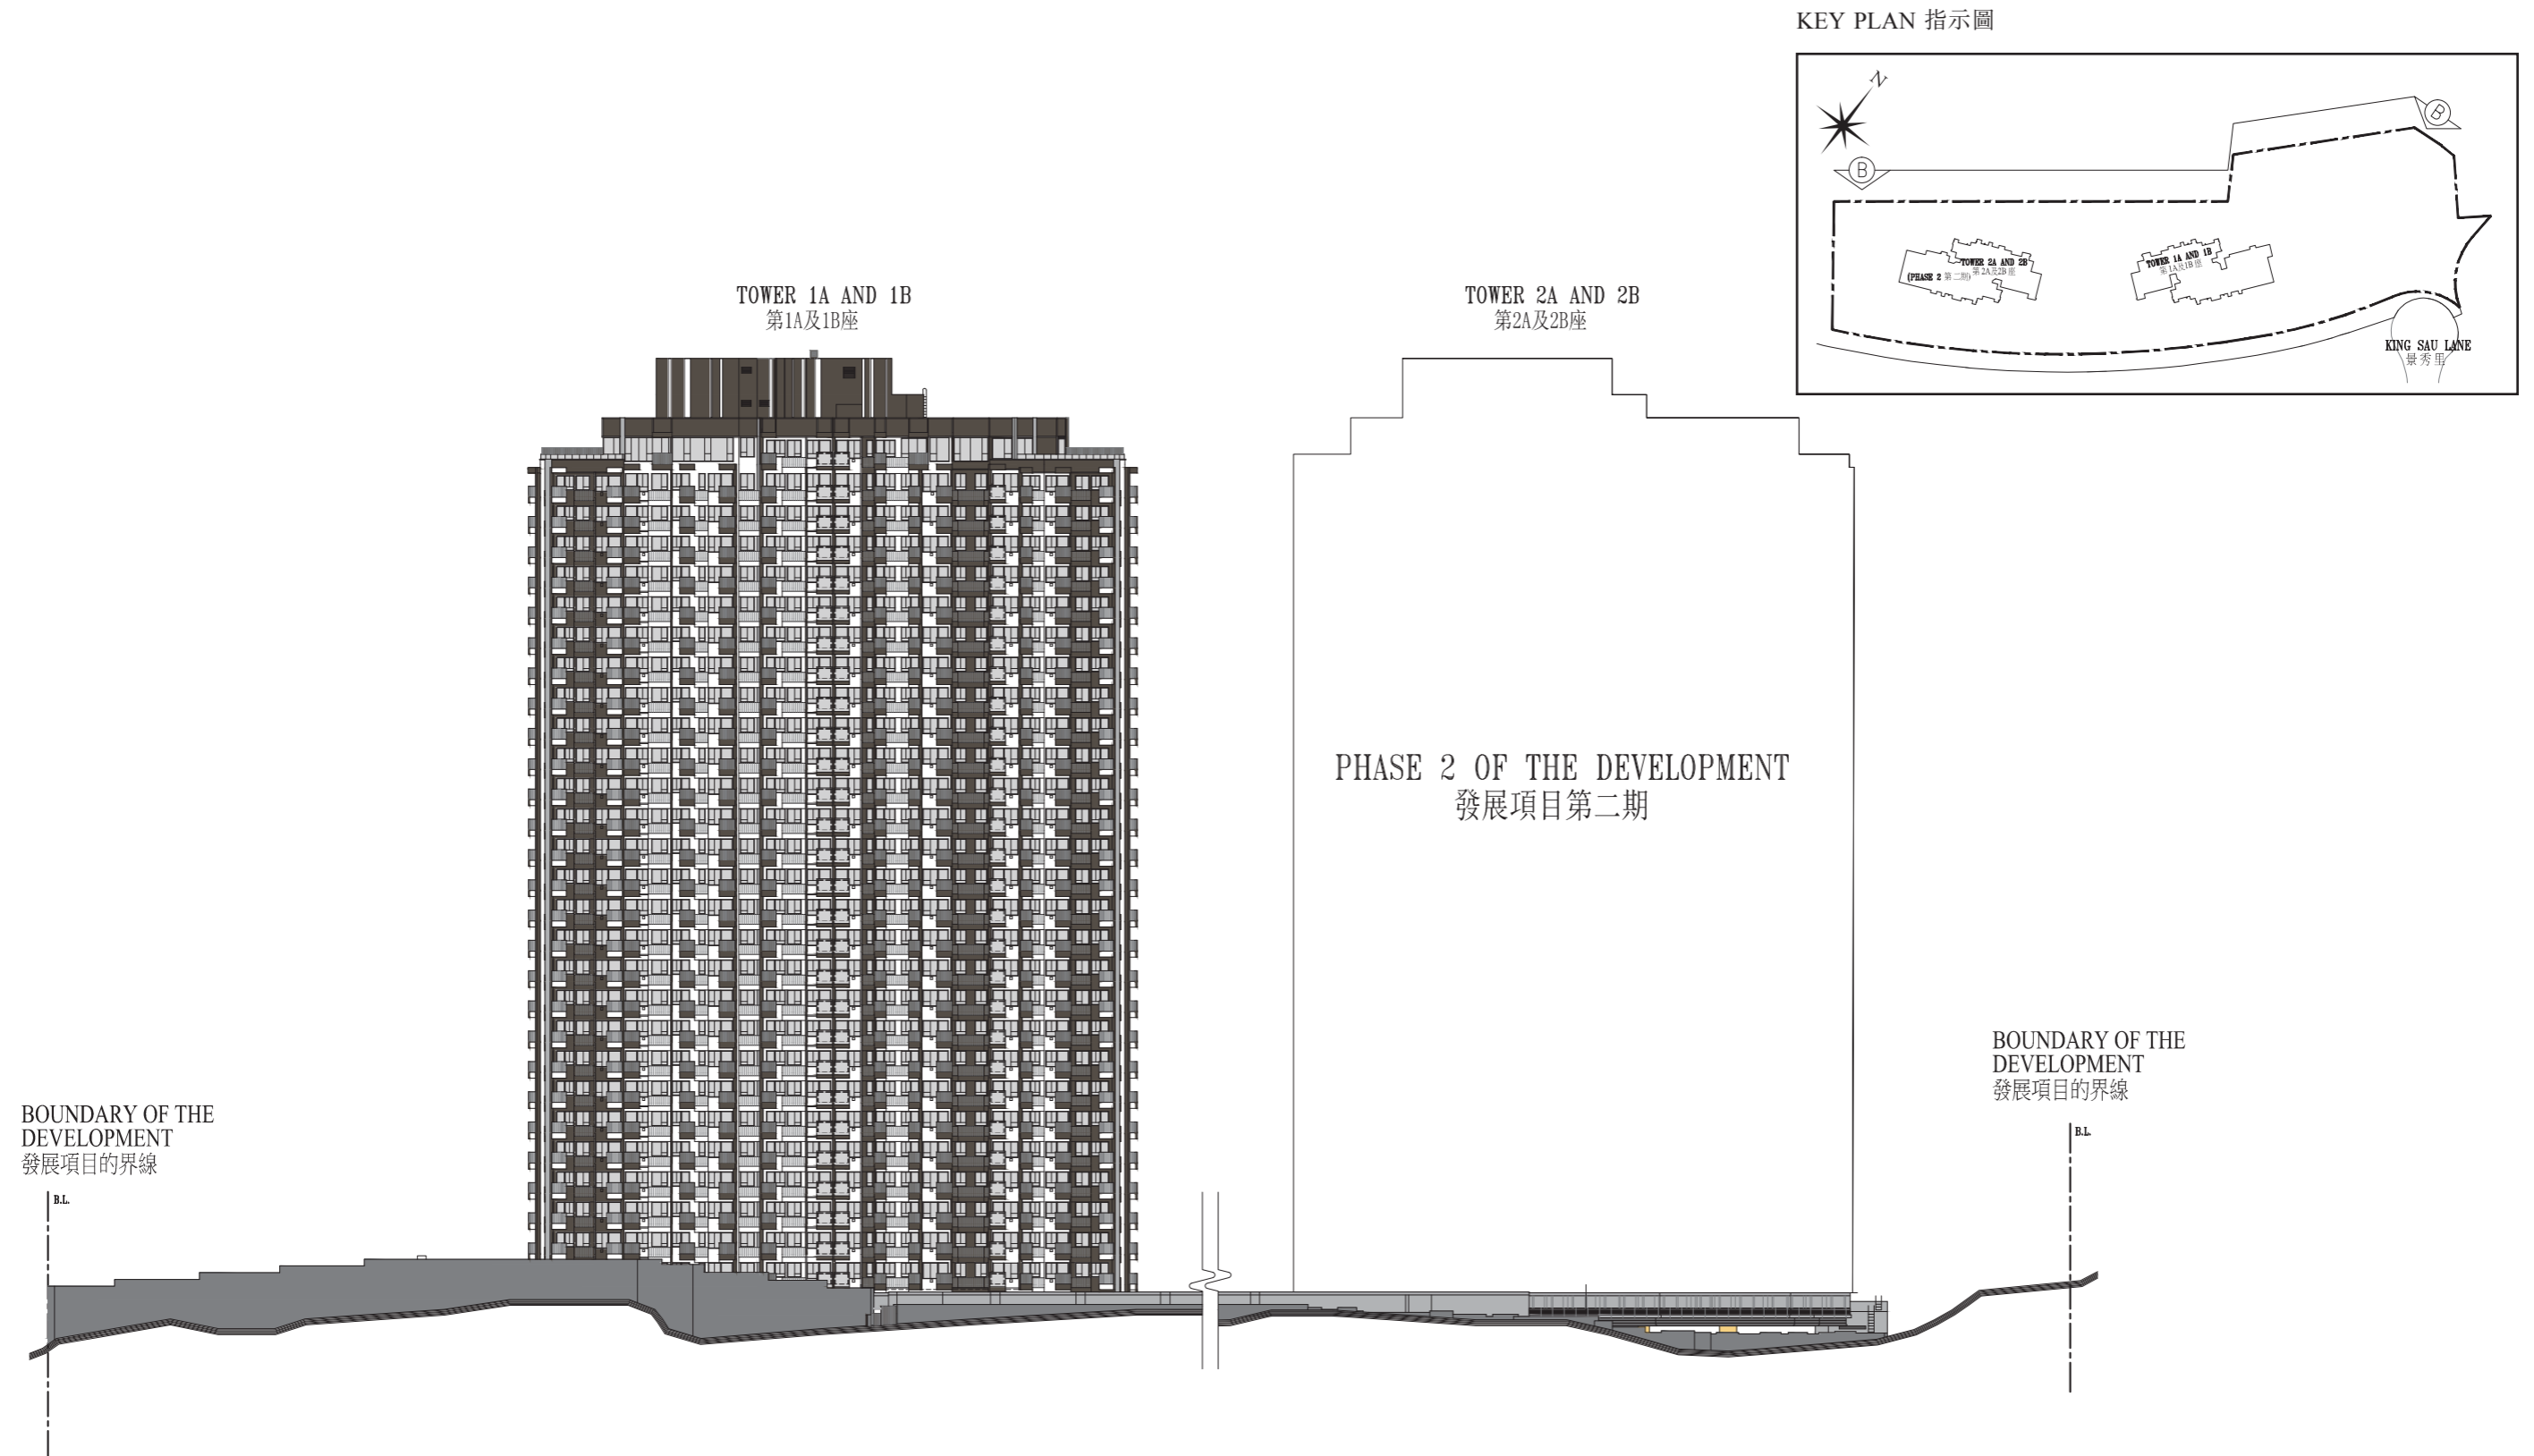 KEY PLAN 指示圖
N
B
B
TOWER 2A AND 2B
第2A及2B座
(PHASE 2 第二期)
TOWER 1A AND 1B
第1A及1B座
KING SAU LANE
景秀里
TOWER 1A AND 1B
第1A及1B座
TOWER 2A AND 2B
第2A及2B座
PHASE 2 OF THE DEVELOPMENT
發展項目第二期
BOUNDARY OF THE
DEVELOPMENT
發展項目的界線
B.L.
BOUNDARY OF THE
DEVELOPMENT
發展項目的界線
B.L.